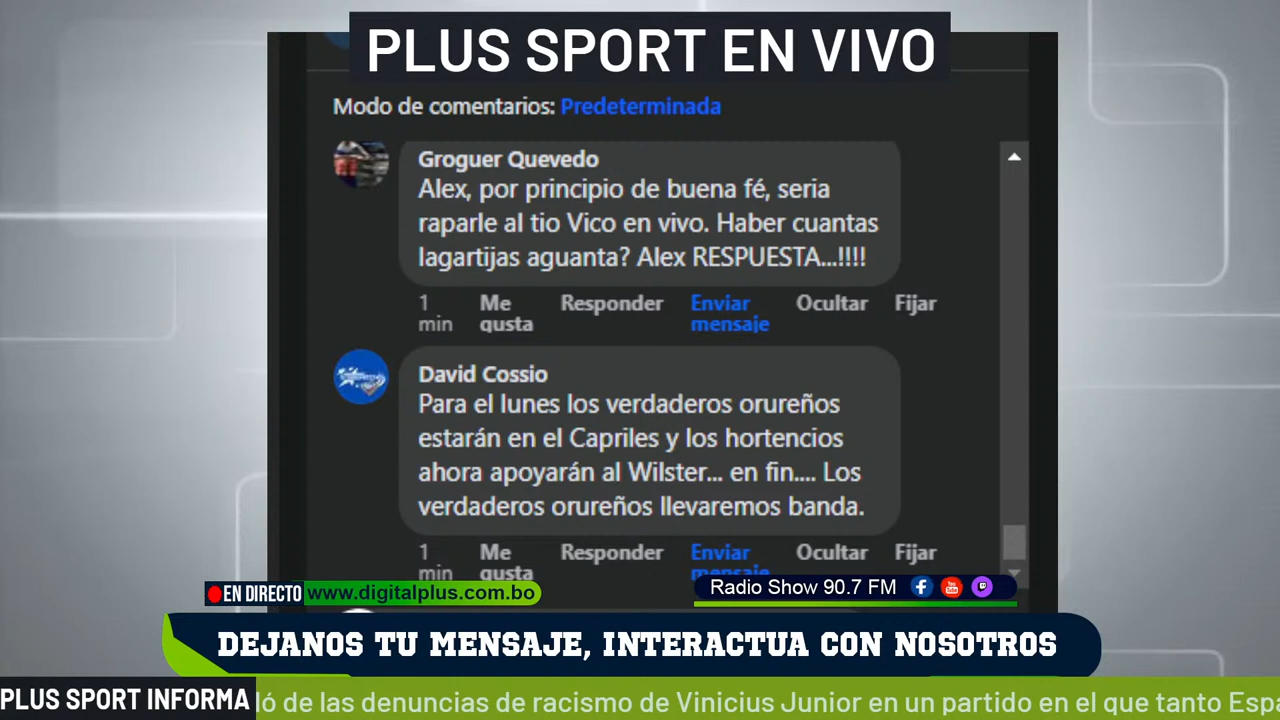 PLUS SPORT EN VIVO
Modo de comentarios: Predeterminada
Groguer Quevedo
Alex, por principio de buena fé, seria
raparle al tio Vico en vivo. Haber cuantas
lagartijas aguanta? Alex RESPUESTA...!!!!
1 min Me gusta Responder Enviar mensaje Ocultar Fijar
David Cossio
Para el lunes los verdaderos orureños
estarán en el Capriles y los hortencios
ahora apoyarán al Wilster... en fin.... Los
verdaderos orureños llevaremos banda.
1 min Me gusta Responder Enviar mensaje Ocultar Fijar
EN DIRECTO www.digitalplus.com.bo
Radio Show 90.7 FM
DEJANOS TU MENSAJE, INTERACTUA CON NOSOTROS
PLUS SPORT INFORMA ló de las denuncias de racismo de Vinicius Junior en un partido en el que tanto Espa